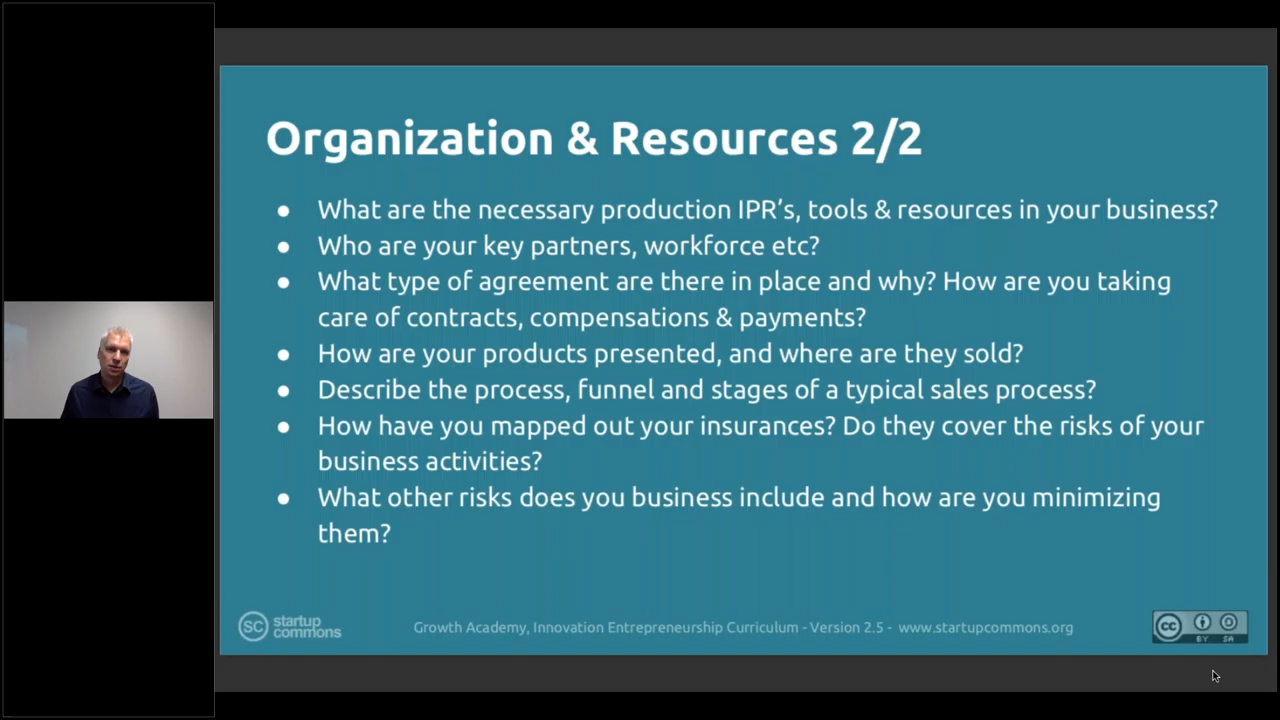 Organization & Resources 2/2
● What are the necessary production IPR's, tools & resources in your business?
● Who are your key partners, workforce etc?
● What type of agreement are there in place and why? How are you taking
care of contracts, compensations & payments?
● How are your products presented, and where are they sold?
● Describe the process, funnel and stages of a typical sales process?
● How have you mapped out your insurances? Do they cover the risks of your
business activities?
● What other risks does you business include and how are you minimizing
them?
SC startup
commons
Growth Academy, Innovation Entrepreneurship Curriculum - Version 2.5 - www.startupcommons.org
cc
BY SA